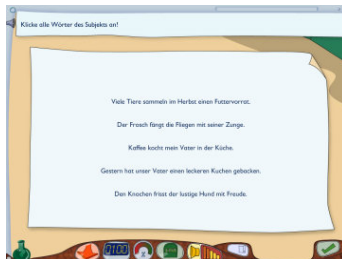 Klicke alle Wörter des Subjekts an!
Viele Tiere sammeln im Herbst einen Futtervorrat.
Der Frosch fängt die Fliegen mit seiner Zunge.
Kaffee kocht mein Vater in der Küche.
Gestern hat unser Vater einen leckeren Kuchen gebacken.
Den Knochen frisst der lustige Hund mit Freude.